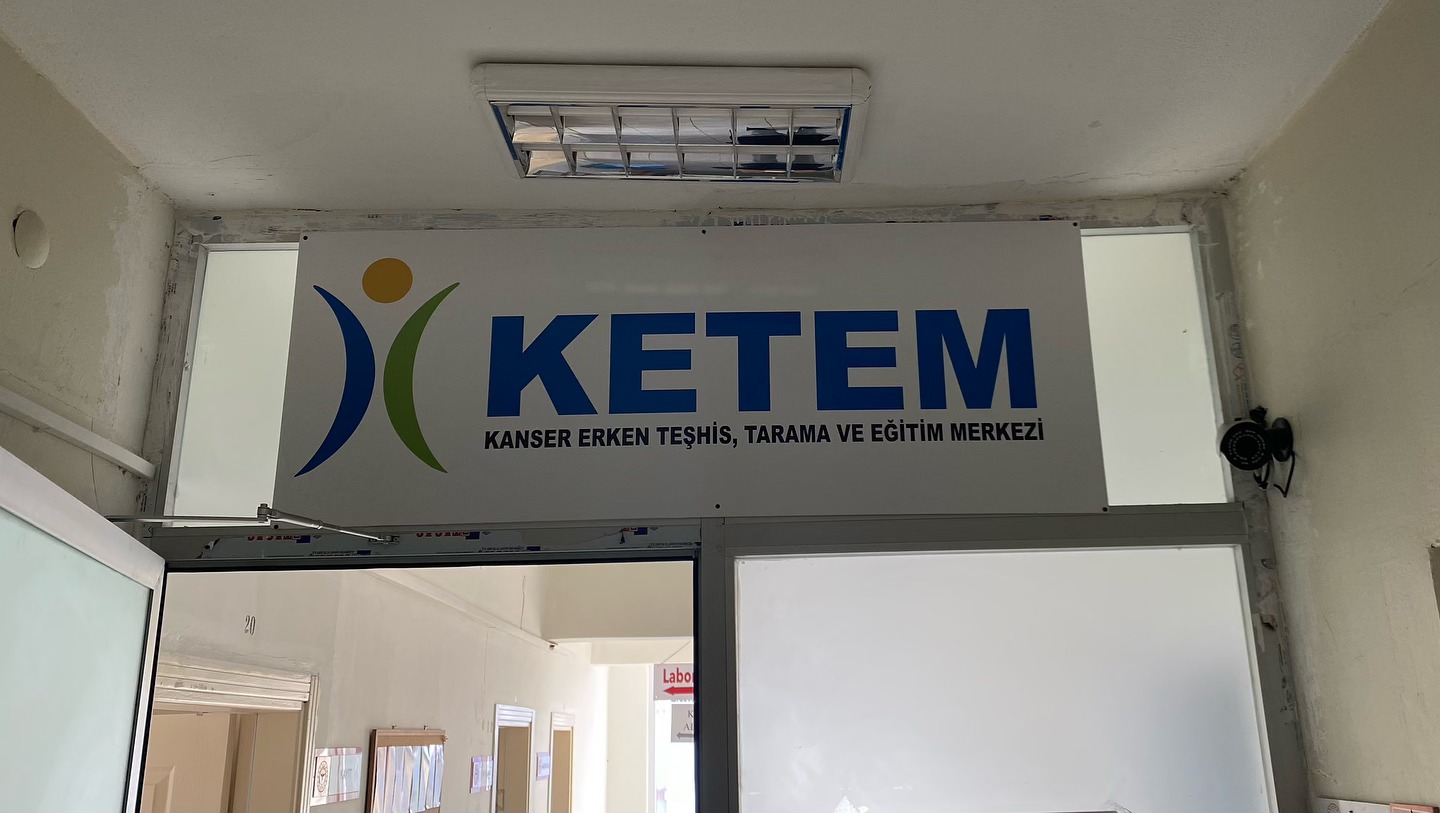 KETEM
KANSER ERKEN TEŞHİS, TARAMA VE EĞİTİM MERKEZİ
20
Labo